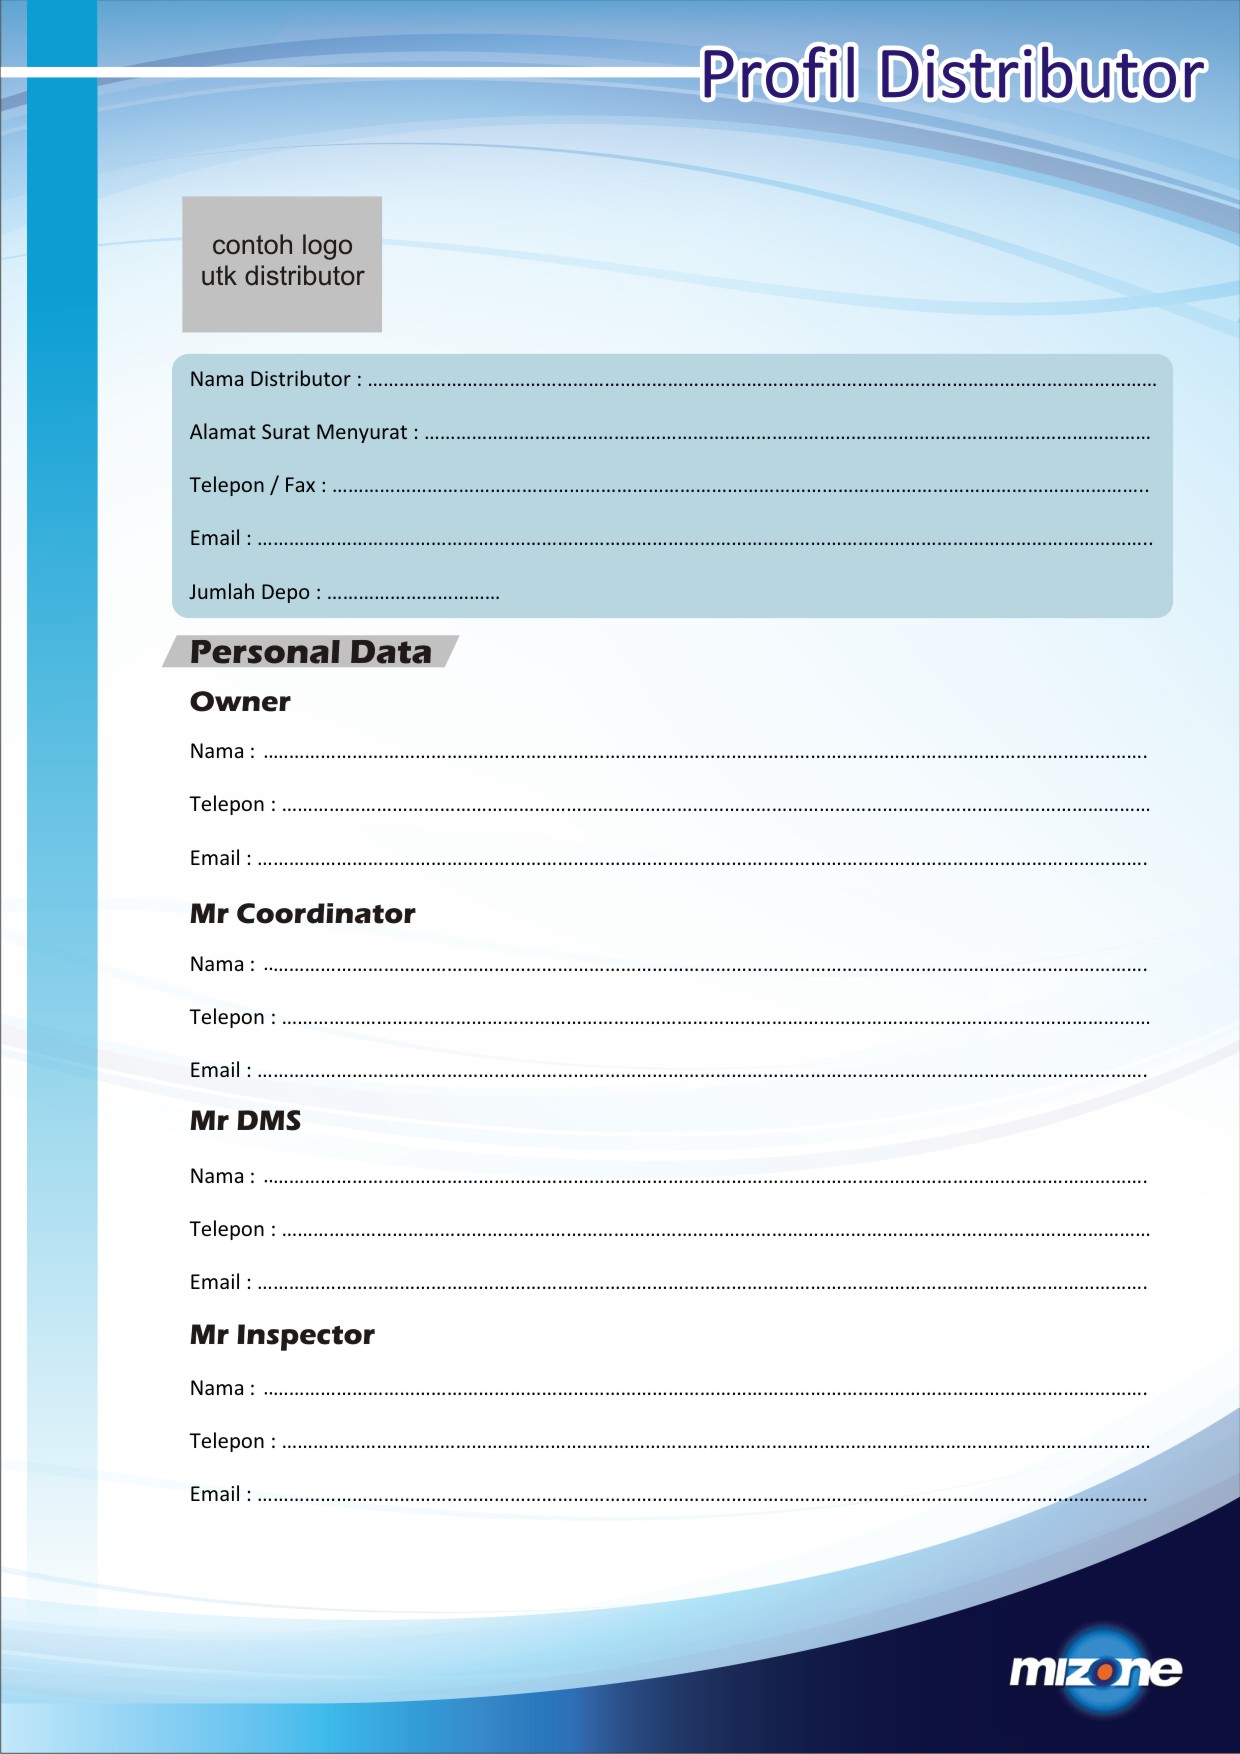 Profil Distributor
contoh logo
utk distributor
Nama Distributor : ........................................................................................................................
Alamat Surat Menyurat : ........................................................................................................................
Telepon / Fax : ........................................................................................................................
Email : ........................................................................................................................
Jumlah Depo : .................................
Personal Data
Owner
Nama : ........................................................................................................................
Telepon : ........................................................................................................................
Email : ........................................................................................................................
Mr Coordinator
Nama : ........................................................................................................................
Telepon : ........................................................................................................................
Email : ........................................................................................................................
Mr DMS
Nama : ........................................................................................................................
Telepon : ........................................................................................................................
Email : ........................................................................................................................
Mr Inspector
Nama : ........................................................................................................................
Telepon : ........................................................................................................................
Email : ........................................................................................................................
mizone